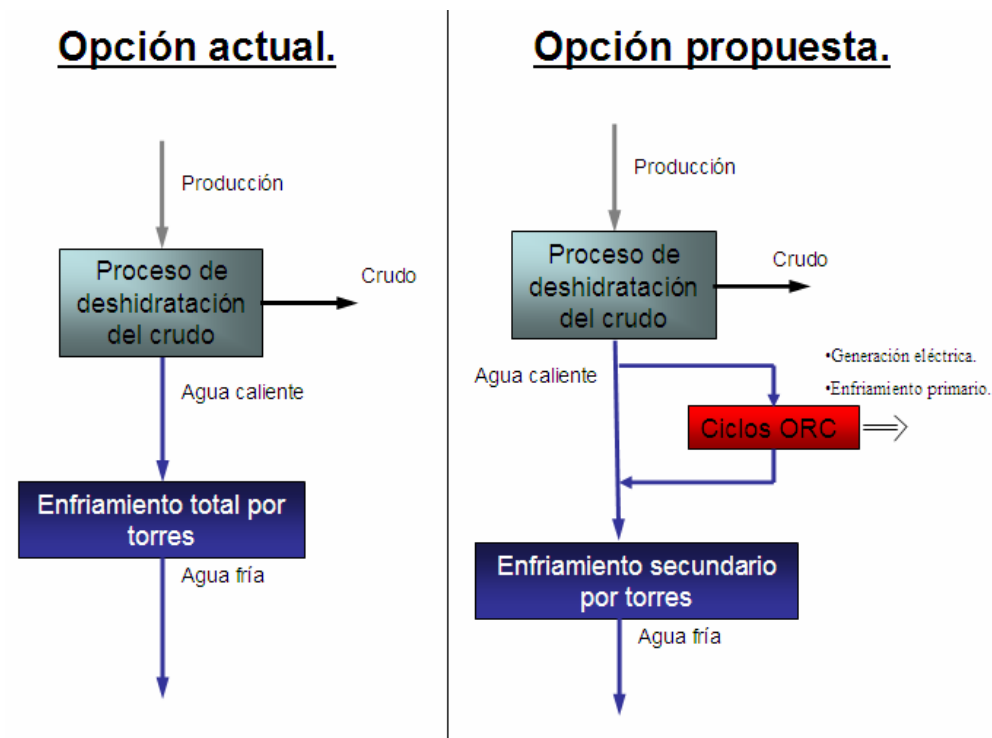 Opción actual.
Producción
Proceso de
deshidratación
del crudo
Crudo
Agua caliente
Enfriamiento total por
torres
Agua fría
Opción propuesta.
Producción
Proceso de
deshidratación
del crudo
Crudo
Agua caliente
•Generación eléctrica.
•Enfriamiento primario.
Ciclos ORC
Enfriamiento secundario
por torres
Agua fría